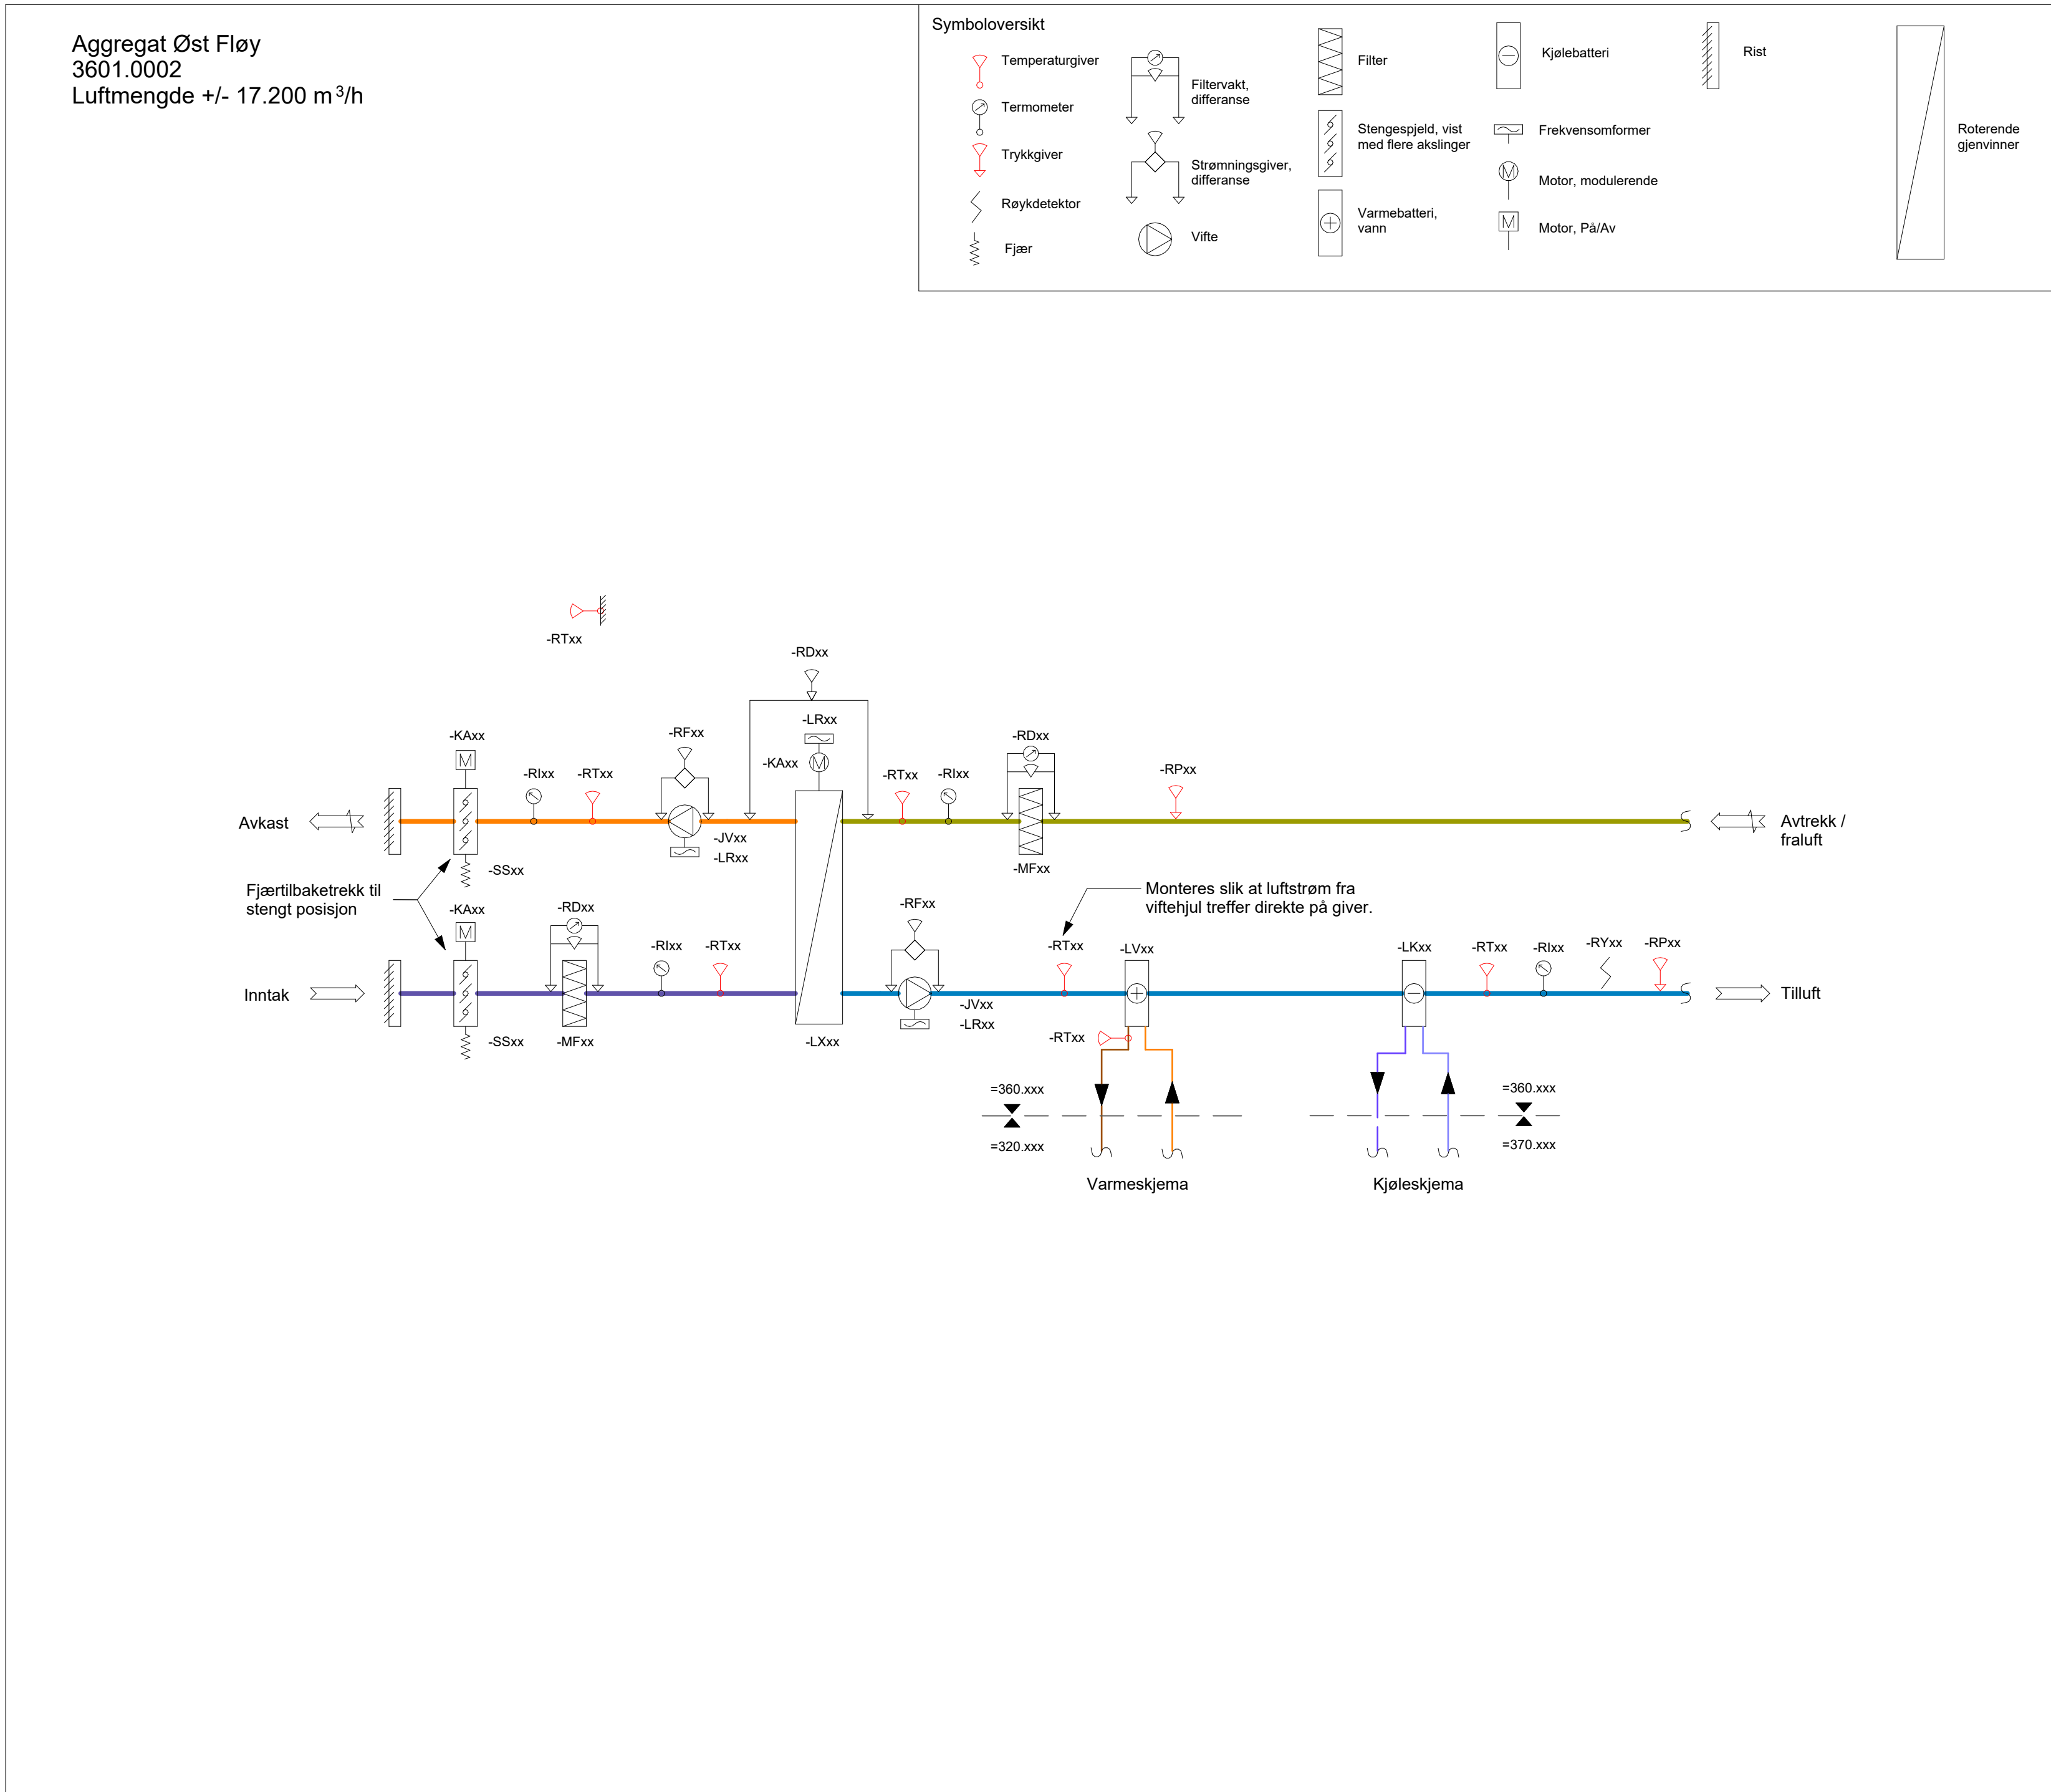 Aggregat Øst Fløy
3601.0002
Luftmengde +/- 17.200 m³/h
Symboloversikt
Temperaturgiver
Termometer
Trykkgiver
Røykdetektor
Fjær
Filtervakt,
differanse
Strømningsgiver,
differanse
Vifte
Filter
Stengespjeld, vist
med flere akslinger
Varmebatteri,
vann
Kjølebatteri
Frekvensomformer
M
Motor, modulerende
M
Motor, På/Av
Rist
Roterende
gjenvinner
-RTxx
-RDxx
-LRxx
-KAxx
M
-KAxx
M
-RIxx
-RTxx
-RFxx
-RTxx
-RIxx
-RDxx
-RPxx
Avkast
-JVxx
-LRxx
-SSxx
-MFxx
Avtrekk /
fraluft
Fjærtilbaketrekk til
stengt posisjon
Monteres slik at luftstrøm fra
viftehjul treffer direkte på giver.
-KAxx
M
-RDxx
-RIxx
-RTxx
-RFxx
-RTxx
-LVxx
-LKxx
-RTxx
-RIxx
-RYxx
-RPxx
Inntak
Tilluft
-JVxx
-LRxx
-SSxx
-MFxx
-LXxx
-RTxx
=360.xxx
=320.xxx
=360.xxx
=370.xxx
Varmeskjema
Kjøleskjema